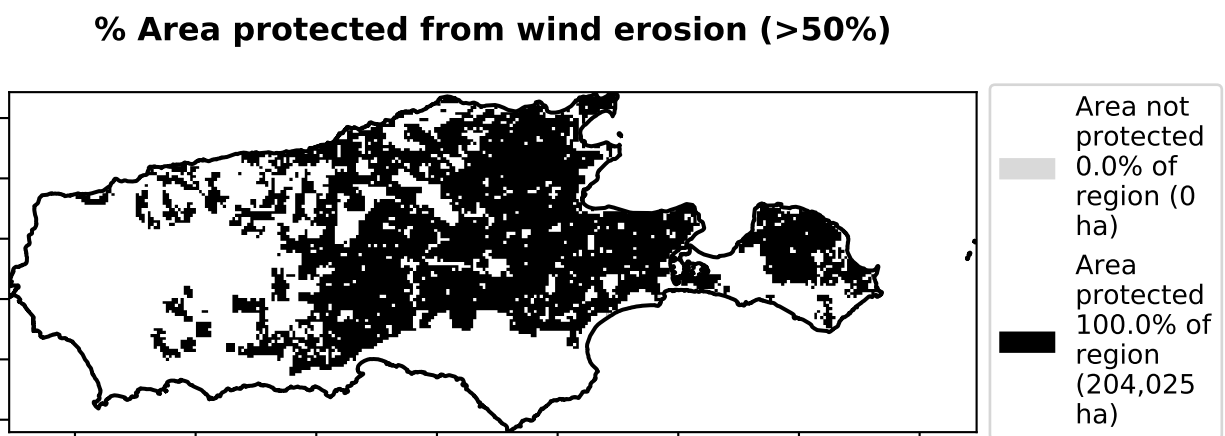 % Area protected from wind erosion (>50%)
Area not
protected
0.0% of
region (0
ha)
Area
protected
100.0% of
region
(204,025
ha)